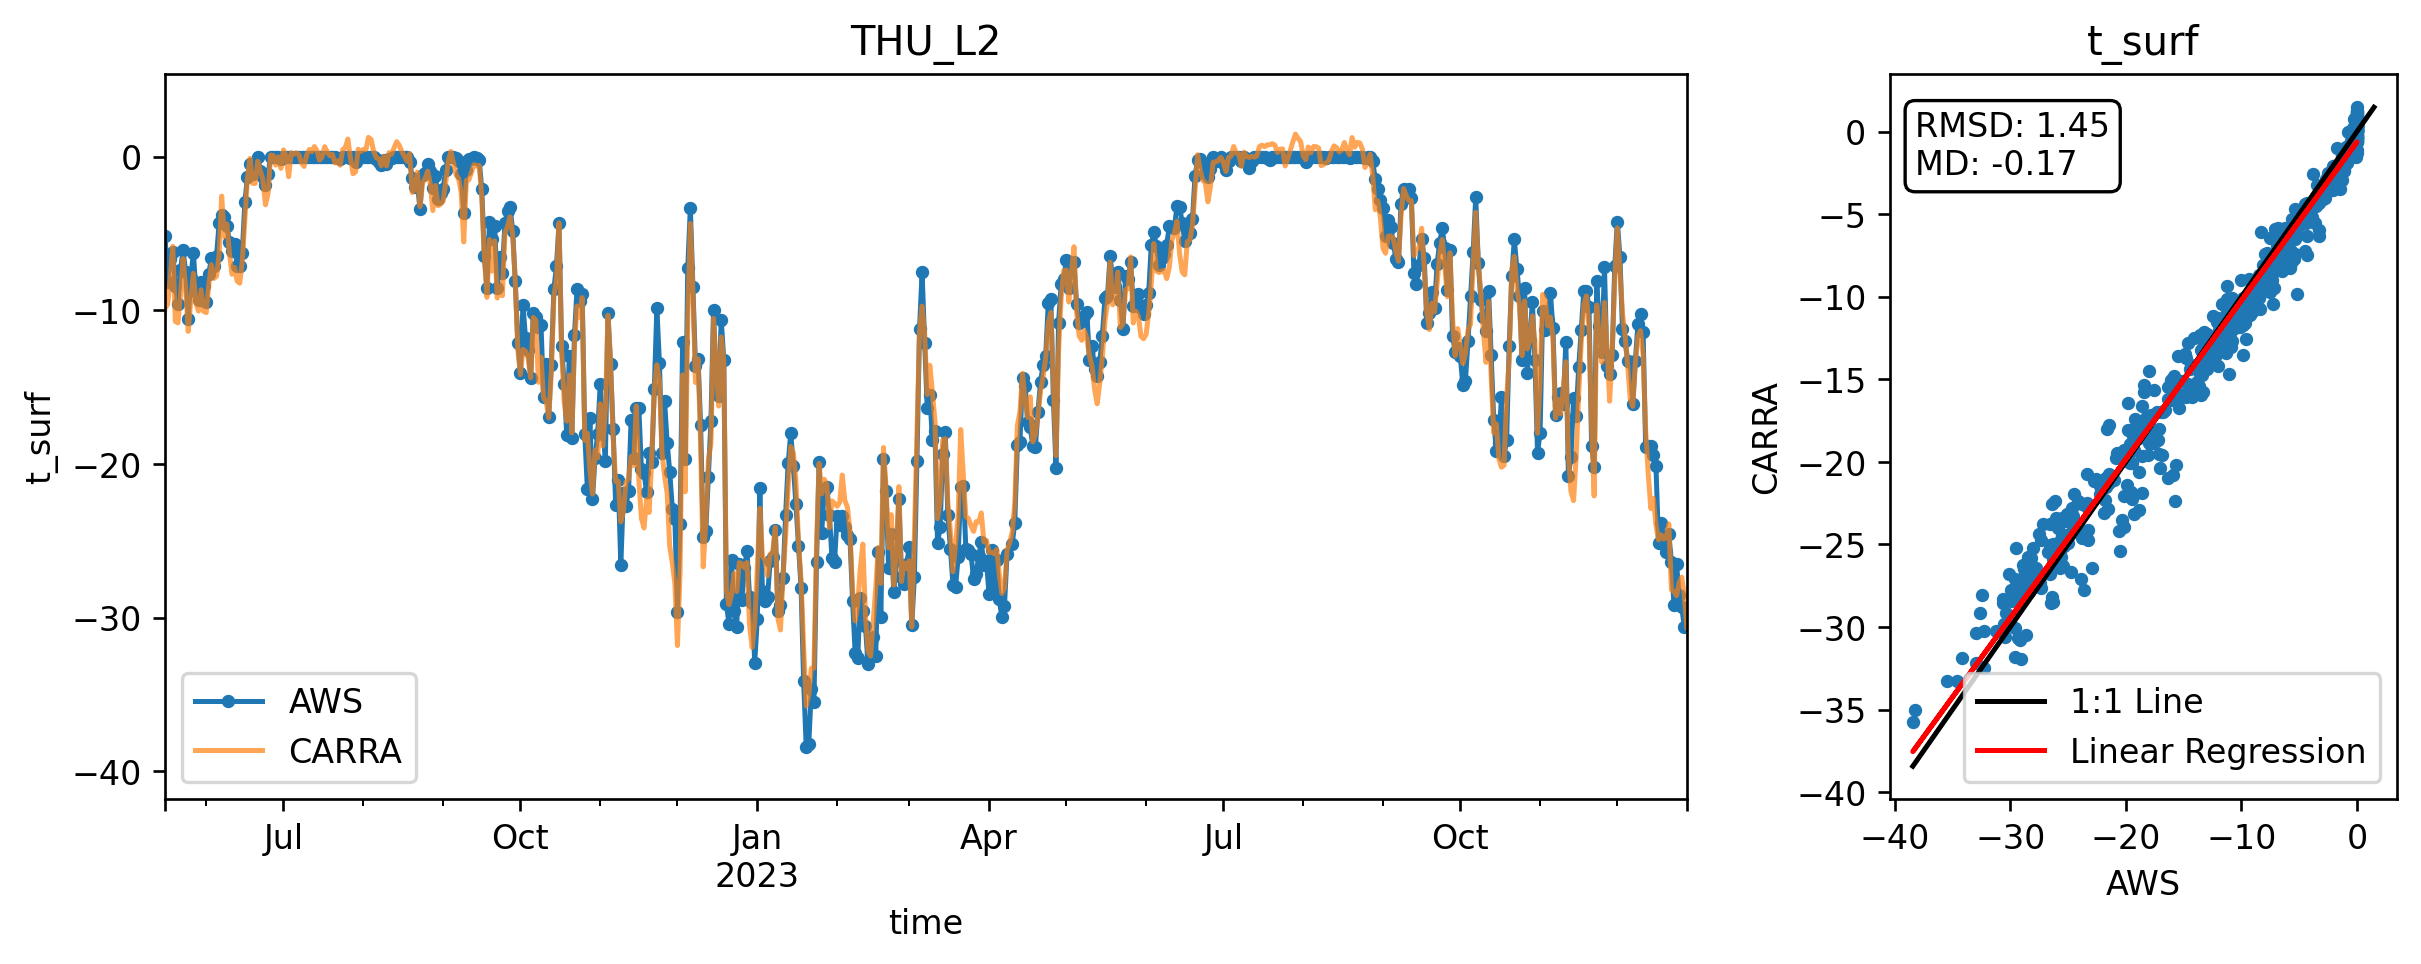 THU_L2
t_surf
0
−10
−20
−30
−40
AWS
CARRA
Jul
Oct
Jan
2023
Apr
Jul
Oct
time
t_surf
CARRA
0
−5
−10
−15
−20
−25
−30
−35
−40
RMSD: 1.45
MD: -0.17
1:1 Line
Linear Regression
−40
−30
−20
−10
0
AWS